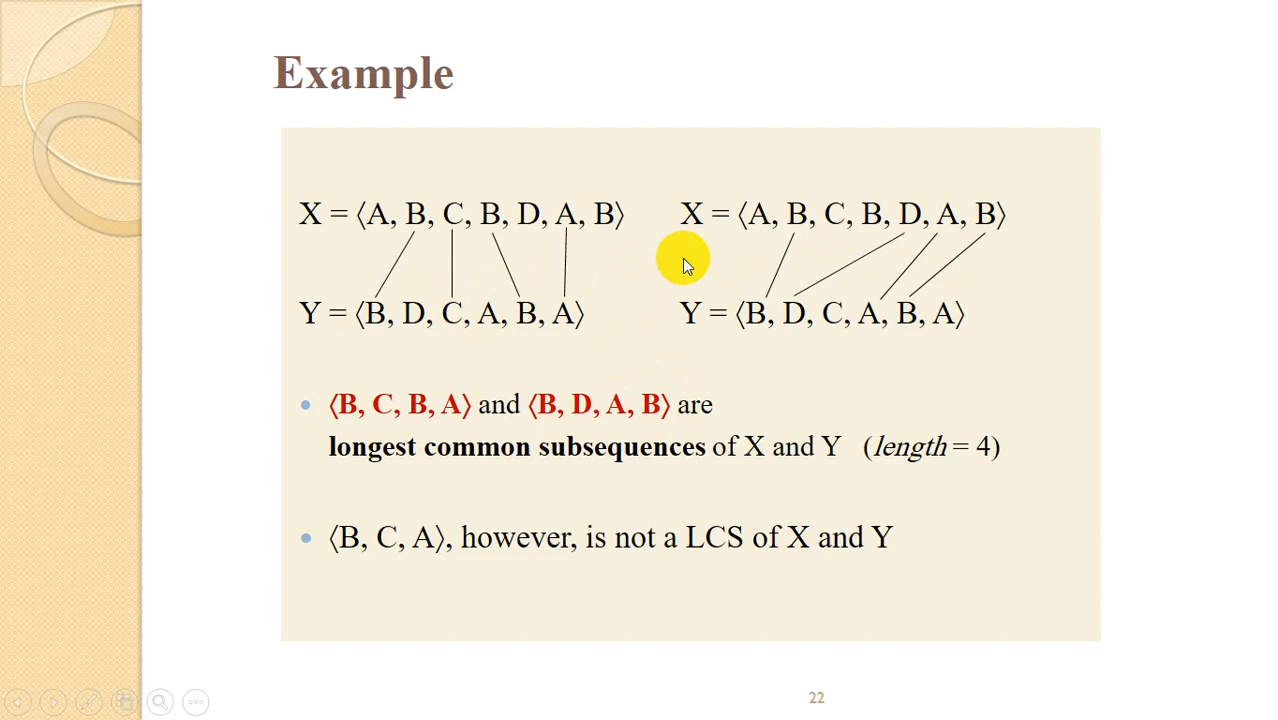 Example
X = ⟨A, B, C, B, D, A, B⟩ X = ⟨A, B, C, B, D, A, B⟩
Y = ⟨B, D, C, A, B, A⟩ Y = ⟨B, D, C, A, B, A⟩
• ⟨B, C, B, A⟩ and ⟨B, D, A, B⟩ are
longest common subsequences of X and Y (length = 4)
• ⟨B, C, A⟩, however, is not a LCS of X and Y
22